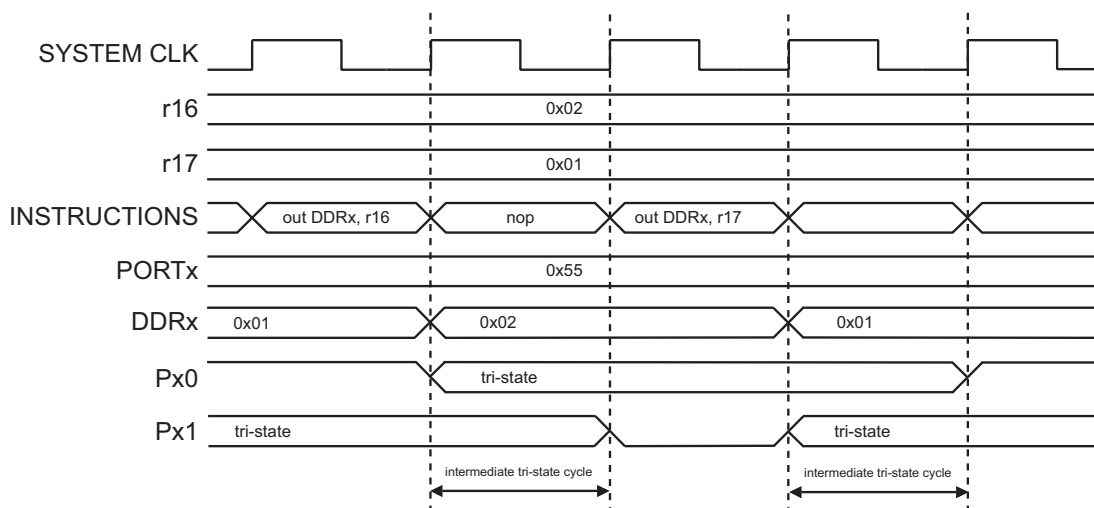 SYSTEM CLK
r16
0x02
r17
0x01
INSTRUCTIONS
out DDRx, r16
nop
out DDRx, r17
PORTx
0x55
DDRx
0x01
0x02
0x01
Px0
tri-state
Px1
tri-state
tri-state
intermediate tri-state cycle
intermediate tri-state cycle